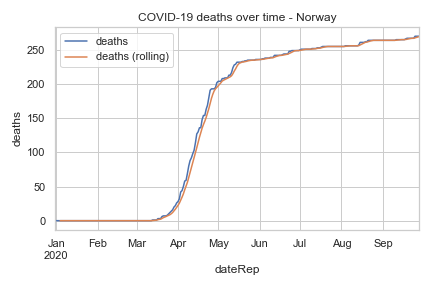 COVID-19 deaths over time - Norway
deaths
deaths (rolling)
250
200
150
100
50
0
deaths
Jan Feb Mar Apr May Jun Jul Aug Sep
2020
dateRep